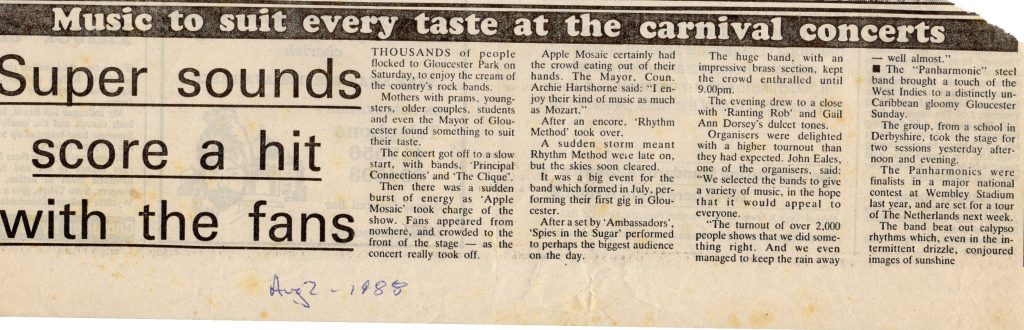 Music to suit every taste at the carnival concerts
Super sounds
score a hit
with the fans
THOUSANDS of people
flocked to Gloucester Park on
Saturday, to enjoy the cream of
the country's rock bands.
Mothers with prams, young-
sters, older couples, students
and even the Mayor of Glou-
cester found something to suit
their taste.
The concert got off to a slow
start, with bands, 'Principal
Connections' and 'The Clique'.
Then there was a sudden
burst of energy as 'Apple
Mosaic' took charge of the
show. Fans appeared from
nowhere, and crowded to the
front of the stage — as the
concert really took off.
Apple Mosaic certainly had
the crowd eating out of their
hands. The Mayor, Coun.
Archie Hartshorne said: "I en-
joy their kind of music as much
as Mozart."
After an encore, 'Rhythm
Method' took over.
A sudden storm meant
Rhythm Method were late on,
but the skies soon cleared.
It was a big event for the
band which formed in July, per-
forming their first gig in Glou-
cester.
After a set by 'Ambassadors',
'Spies in the Sugar' performed
to perhaps the biggest audience
on the day.
The huge band, with an
impressive brass section, kept
the crowd enthralled until
9.00pm.
The evening drew to a close
with 'Ranting Rob' and Gail
Ann Dorsey's dulcet tones.
Organisers were delighted
with a higher tournout than
they had expected. John Eales,
one of the organisers, said:
"We selected the bands to give
a variety of music, in the hope
that it would appeal to
everyone.
"The turnout of over 2,000
people shows that we did some-
thing right. And we even
managed to keep the rain away
— well almost."
■ The "Panharmonic" steel
band brought a touch of the
West Indies to a distinctly un-
Caribbean gloomy Gloucester
Sunday.
The group, from a school in
Derbyshire, took the stage for
two sessions yesterday after-
noon and evening.
The Panharmonics were
finalists in a major national
contest at Wembley Stadium
last year, and are set for a tour
of The Netherlands next week.
The band beat out calypso
rhythms which, even in the in-
termittent drizzle, conjoured
images of sunshine
Aug 2 - 1988